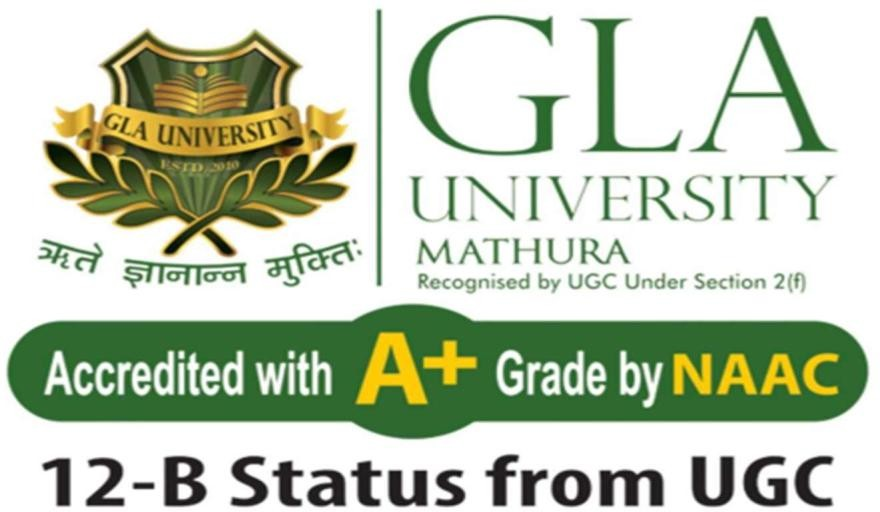 GLA UNIVERSITY
ESTD. 2010
ऋते ज्ञानान्न मुक्ति:
GLA
UNIVERSITY
MATHURA
Recognised by UGC Under Section 2(f)
Accredited with A+ Grade by NAAC
12-B Status from UGC